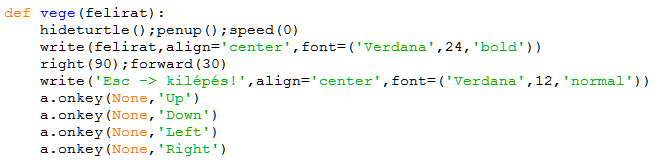 def vege(felirat):
    hideturtle();penup();speed(0)
    write(felirat,align='center',font=('Verdana',24,'bold'))
    right(90);forward(30)
    write('Esc -> kilépés!',align='center',font=('Verdana',12,'normal'))
    a.onkey(None,'Up')
    a.onkey(None,'Down')
    a.onkey(None,'Left')
    a.onkey(None,'Right')